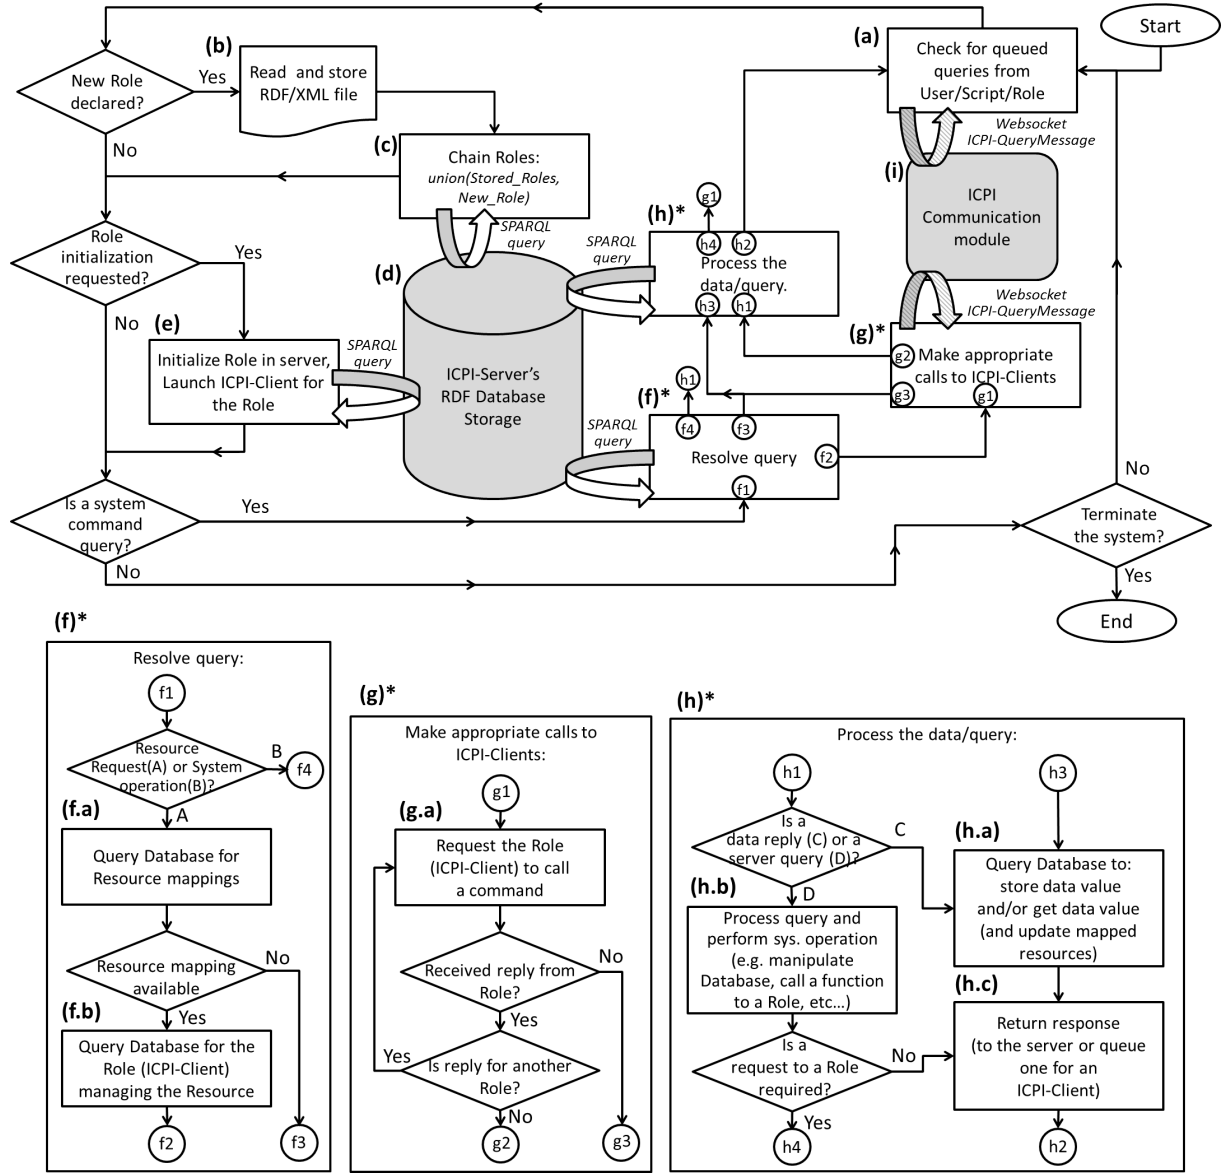 Start
(a)
Check for queued
queries from
User/Script/Role
(b)
Read and store
RDF/XML file
New Role
declared?
Yes
No
(c)
Chain Roles:
union(Stored_Roles,
New_Role)
SPARQL
query
Websocket
ICPI-QueryMessage
(i)
ICPI
Communication
module
Websocket
ICPI-QueryMessage
Role
initialization
requested?
Yes
No
(d)
ICPI-Server's
RDF Database
Storage
SPARQL
query
(h)*
g1
h4
h2
Process the
data/query.
h3
h1
(e)
Initialize Role in server,
Launch ICPI-Client for
the Role
SPARQL
query
(g)*
g2
Make appropriate
calls to ICPI-Clients
g3
g1
SPARQL
query
(f)*
h1
f4
f3
Resolve query
f2
f1
Is a system
command
query?
Yes
No
No
Terminate
the system?
Yes
End
(f)*
Resolve query:
f1
Resource
Request(A) or System
operation(B)?
B
f4
A
(f.a)
Query Database for
Resource mappings
Resource mapping
available
No
Yes
(f.b)
Query Database for the
Role (ICPI-Client)
managing the Resource
f2
f3
(g)*
Make appropriate calls to
ICPI-Clients:
g1
(g.a)
Request the Role
(ICPI-Client) to call
a command
Received reply from
Role?
No
Yes
Is reply for another
Role?
Yes
No
g2
g3
(h)*
Process the data/query:
h1
Is a
data reply (C) or a
server query (D)?
C
D
h3
(h.a)
Query Database to:
store data value
and/or get data value
(and update mapped
resources)
(h.b)
Process query and
perform sys. operation
(e.g. manipulate
Database, call a function
to a Role, etc…)
Is a
request to a Role
required?
No
Yes
h4
(h.c)
Return response
(to the server or queue
one for an
ICPI-Client)
h2